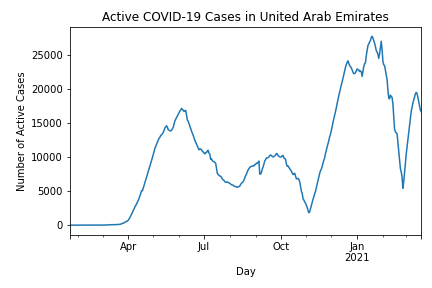 Active COVID-19 Cases in United Arab Emirates
Number of Active Cases
25000
20000
15000
10000
5000
0
Apr
Jul
Oct
Jan
2021
Day